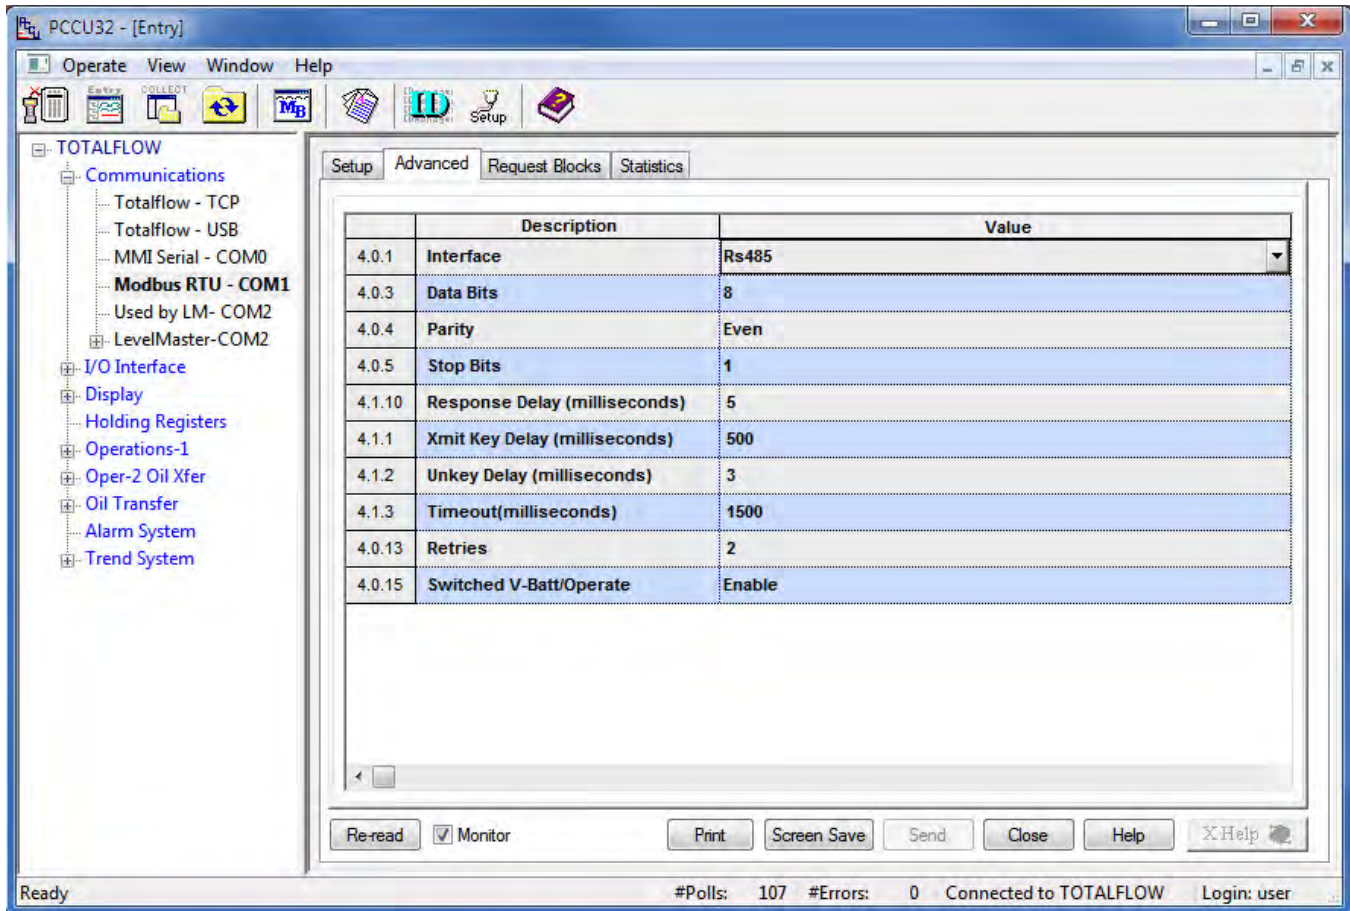 PCCU32 - [Entry]
Operate View Window Help
Entry COLLECT MB ID Setup ?
TOTALFLOW
Communications
Totalflow - TCP
Totalflow - USB
MMI Serial - COM0
Modbus RTU - COM1
Used by LM- COM2
LevelMaster-COM2
I/O Interface
Display
Holding Registers
Operations-1
Oper-2 Oil Xfer
Oil Transfer
Alarm System
Trend System
Setup Advanced Request Blocks Statistics
Description Value
4.0.1 Interface Rs485
4.0.3 Data Bits 8
4.0.4 Parity Even
4.0.5 Stop Bits 1
4.1.10 Response Delay (milliseconds) 5
4.1.1 Xmit Key Delay (milliseconds) 500
4.1.2 Unkey Delay (milliseconds) 3
4.1.3 Timeout(milliseconds) 1500
4.0.13 Retries 2
4.0.15 Switched V-Batt/Operate Enable
Re-read Monitor Print Screen Save Send Close Help X Help
Ready #Polls: 107 #Errors: 0 Connected to TOTALFLOW Login: user